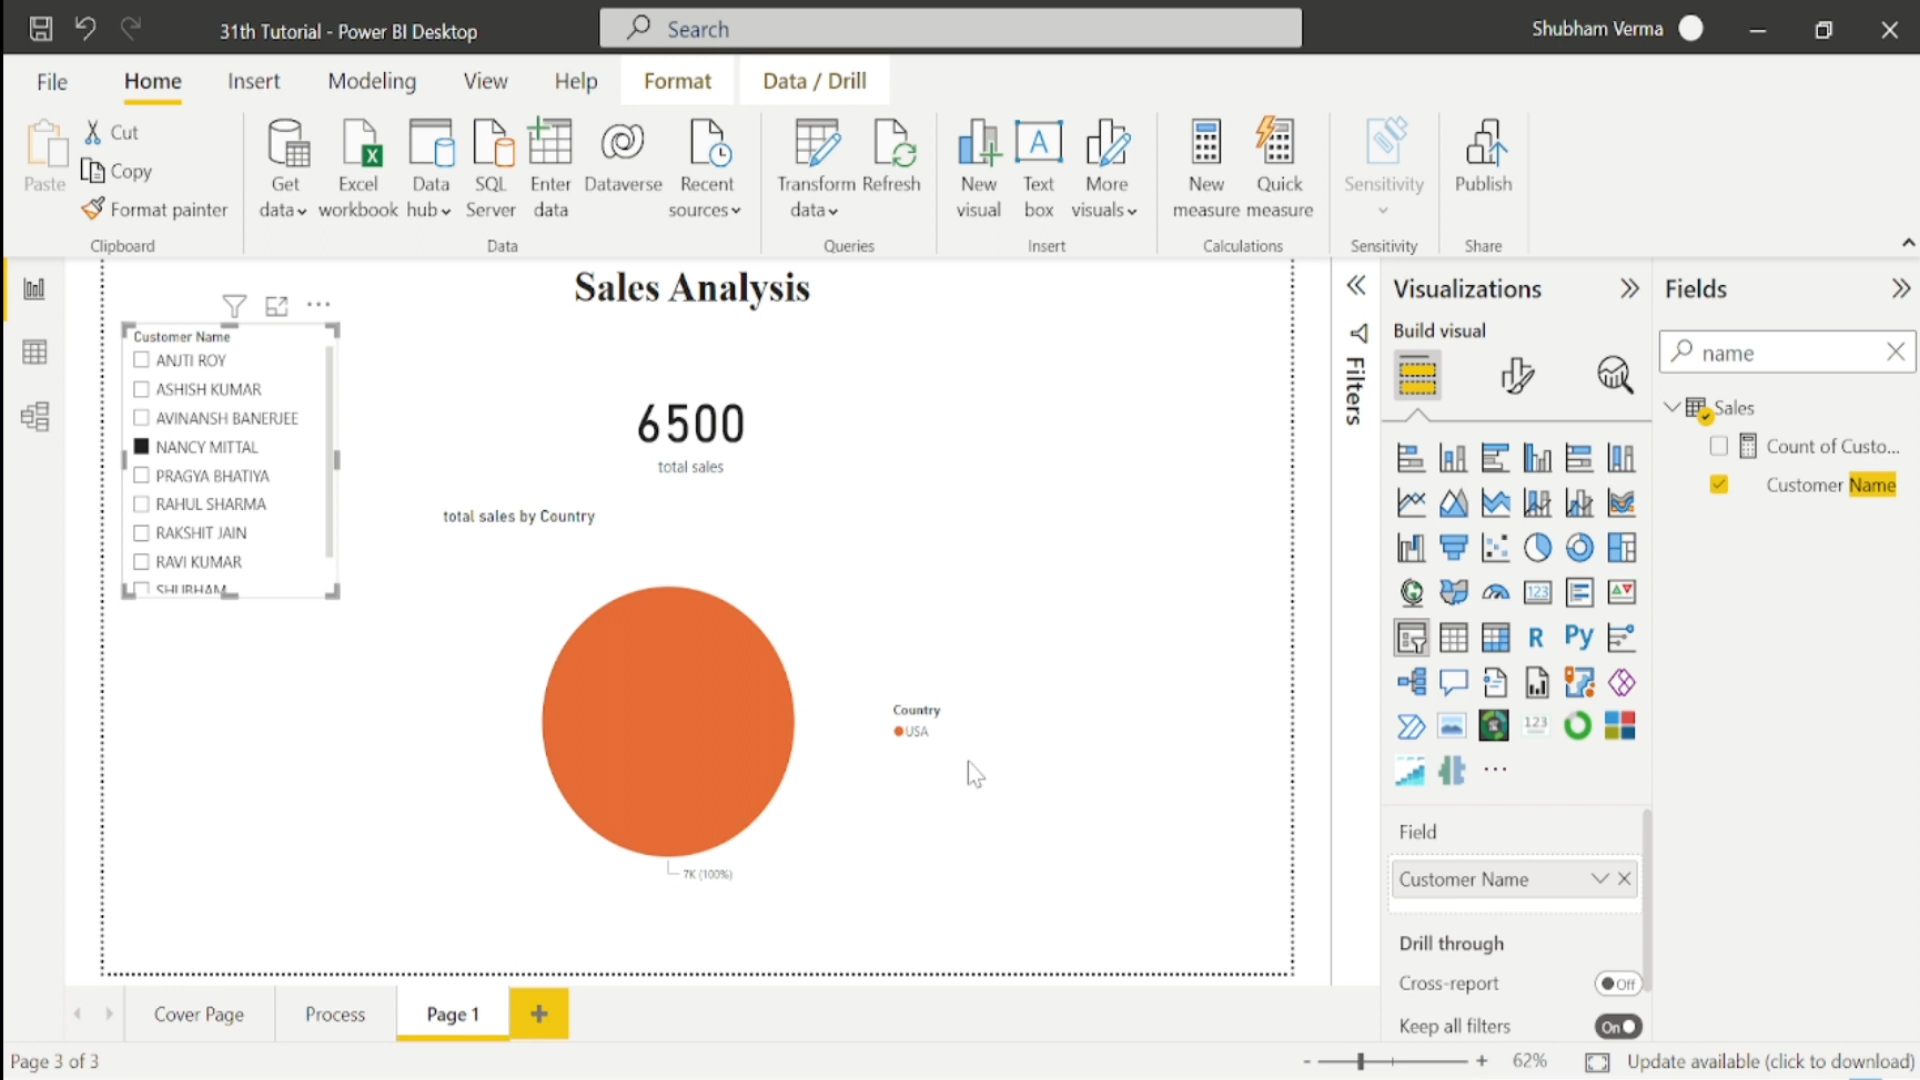 31th Tutorial - Power BI Desktop
Search
Shubham Verma
File
Home
Insert
Modeling
View
Help
Format
Data / Drill
Paste
Cut
Copy
Format painter
Clipboard
Get data
Excel workbook
Data hub
SQL Server
Enter data
Dataverse
Recent sources
Data
Transform data
Refresh
Queries
New visual
A
Text box
More visuals
Insert
New measure
Quick measure
Calculations
Sensitivity
Sensitivity
Publish
Share
Sales Analysis
Customer Name
ANJTI ROY
ASHISH KUMAR
AVINANSH BANERJEE
NANCY MITTAL
PRAGYA BHATIYA
RAHUL SHARMA
RAKSHIT JAIN
RAVI KUMAR
SHUBHAM
6500
total sales
total sales by Country
Country
USA
7K (100%)
Filters
Visualizations
Build visual
123
R
Py
123
Field
Customer Name
Drill through
Cross-report
Off
Keep all filters
On
Fields
name
Sales
Count of Custo...
Customer Name
Cover Page
Process
Page 1
+
Page 3 of 3
-
+
62%
Update available (click to download)